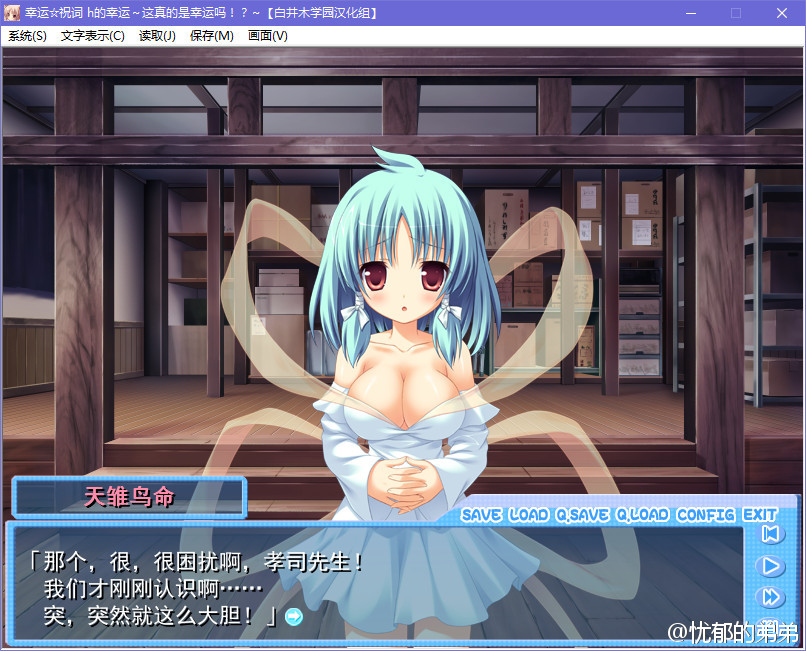 幸运☆祝词 h的幸运～这真的是幸运吗！？～【白井木学园汉化组】
系统(S) 文字表示(C) 读取(J) 保存(M) 画面(V)
天雏鸟命
SAVE LOAD Q.SAVE Q.LOAD CONFIG EXIT
「那个，很，很困扰啊，孝司先生！
我们才刚刚认识啊……
突，突然就这么大胆！」
@忧郁的弟弟